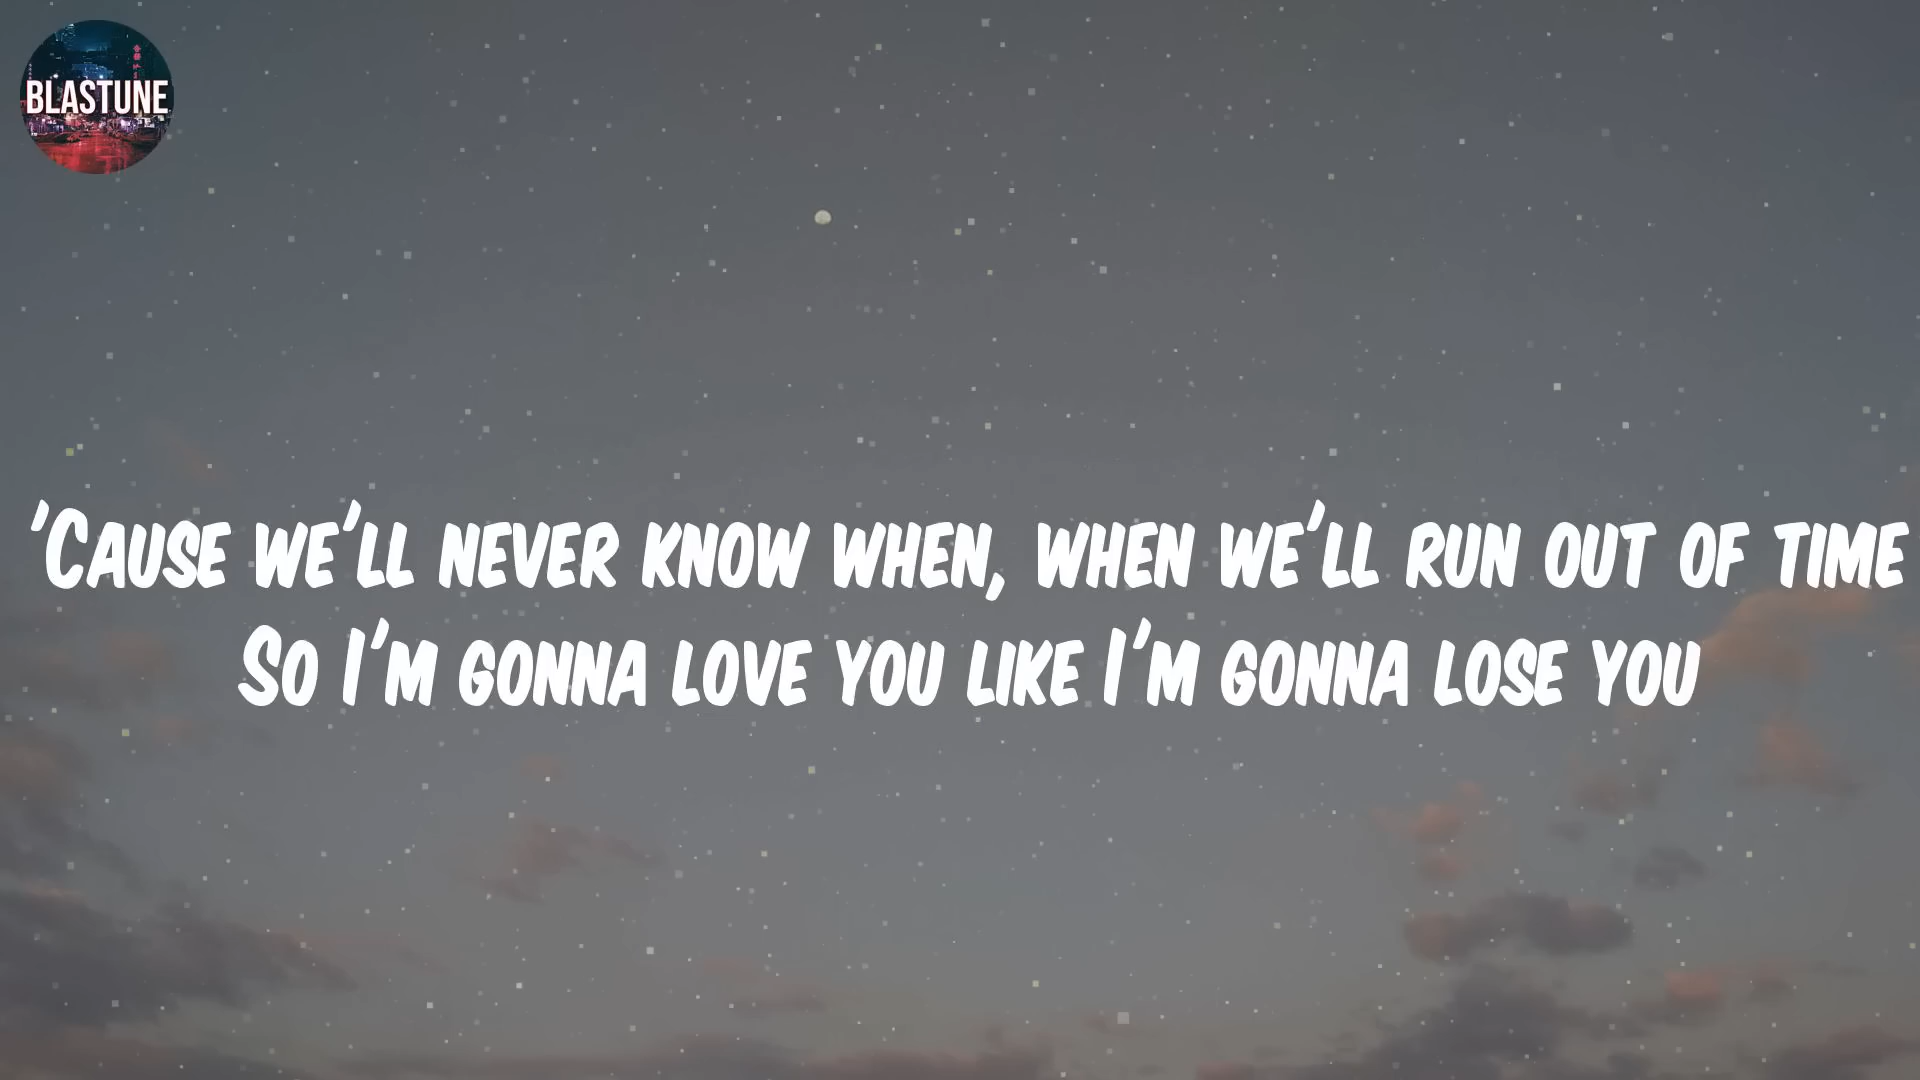 BLASTUNE
'Cause we'll never know when, when we'll run out of time
So I'm gonna love you like I'm gonna lose you